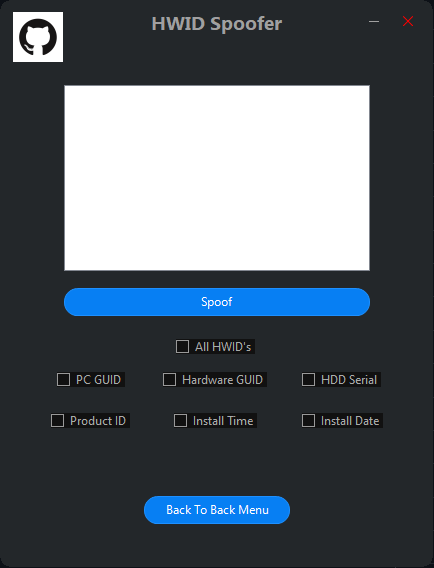 HWID Spoofer
Spoof
All HWID's
PC GUID
Hardware GUID
HDD Serial
Product ID
Install Time
Install Date
Back To Back Menu